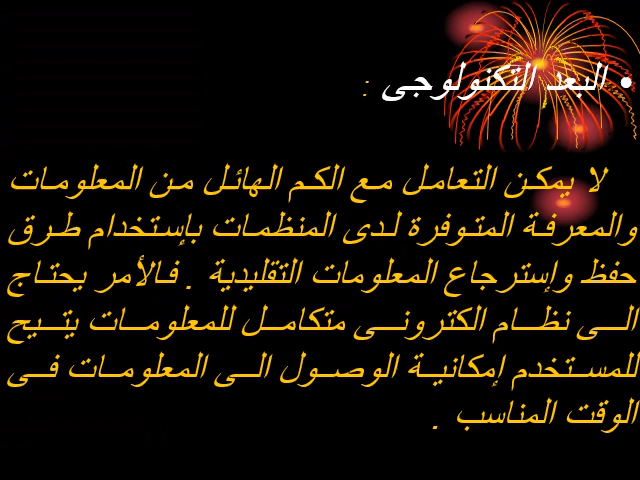 • البعد التكنولوجى :
لا يمكن التعامل مع الكم الهائل من المعلومات
والمعرفة المتوفرة لدى المنظمات بإستخدام طرق
حفظ وإسترجاع المعلومات التقليدية . فالأمر يحتاج
الى نظام الكترونى متكامل للمعلومات يتيح
للمستخدم إمكانية الوصول الى المعلومات فى
الوقت المناسب .